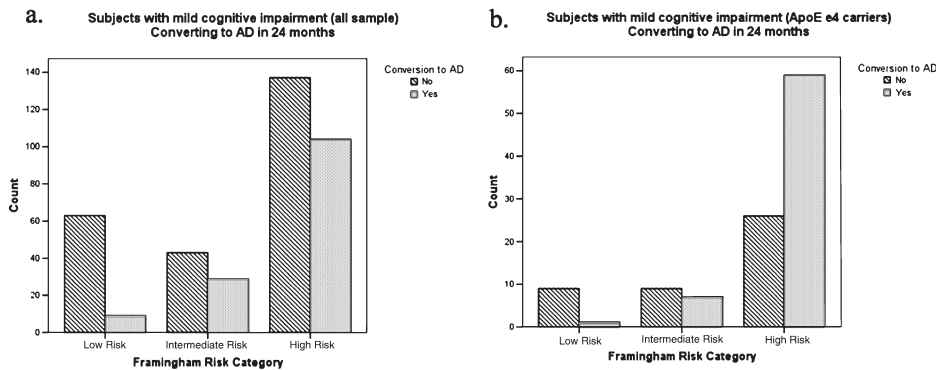 a.
Subjects with mild cognitive impairment (all sample)
Converting to AD in 24 months
Conversion to AD
No
Yes
140
120
100
80
60
40
20
0
Count
Low Risk
Intermediate Risk
High Risk
Framingham Risk Category
b.
Subjects with mild cognitive impairment (ApoE e4 carriers)
Converting to AD in 24 months
Conversion to AD
No
Yes
60
50
40
30
20
10
0
Count
Low Risk
Intermediate Risk
High Risk
Framingham Risk Category